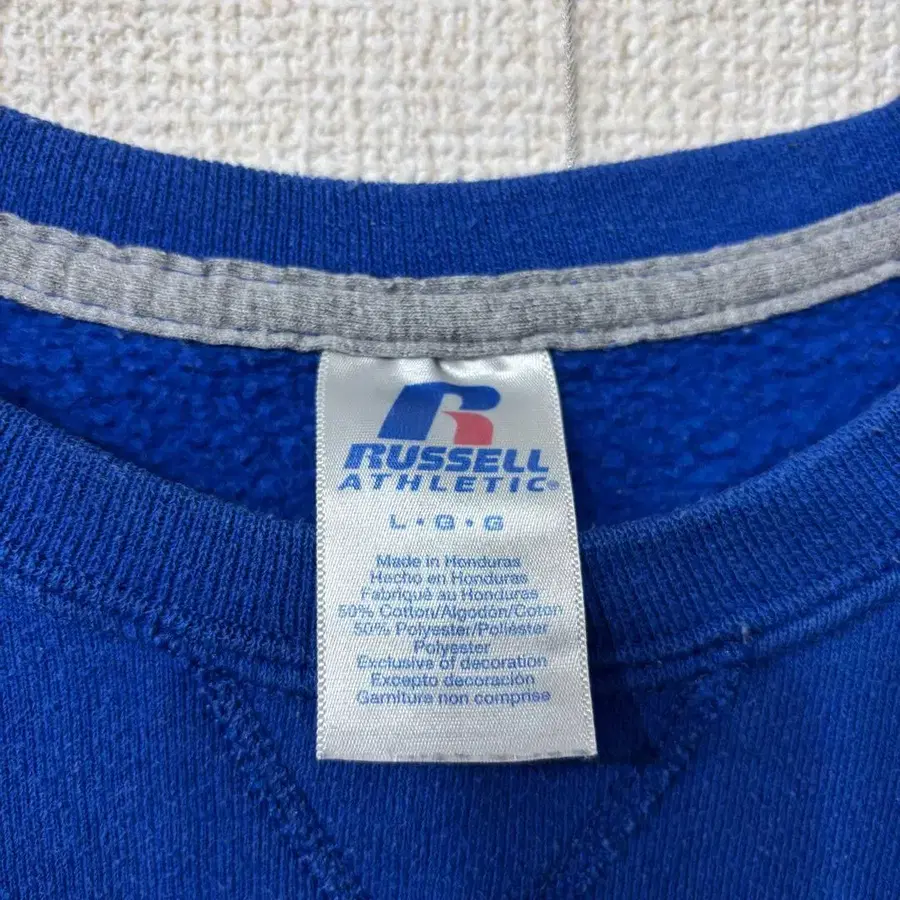 RUSSELL
ATHLETIC®
L • G • G
Made in Honduras
Hecho en Honduras
Fabriqué au Honduras
50% Cotton/Algodón/Coton
50% Polyester/Poliéster
Polyester
Exclusive of decoration
Excepto decoración
Garniture non comprise